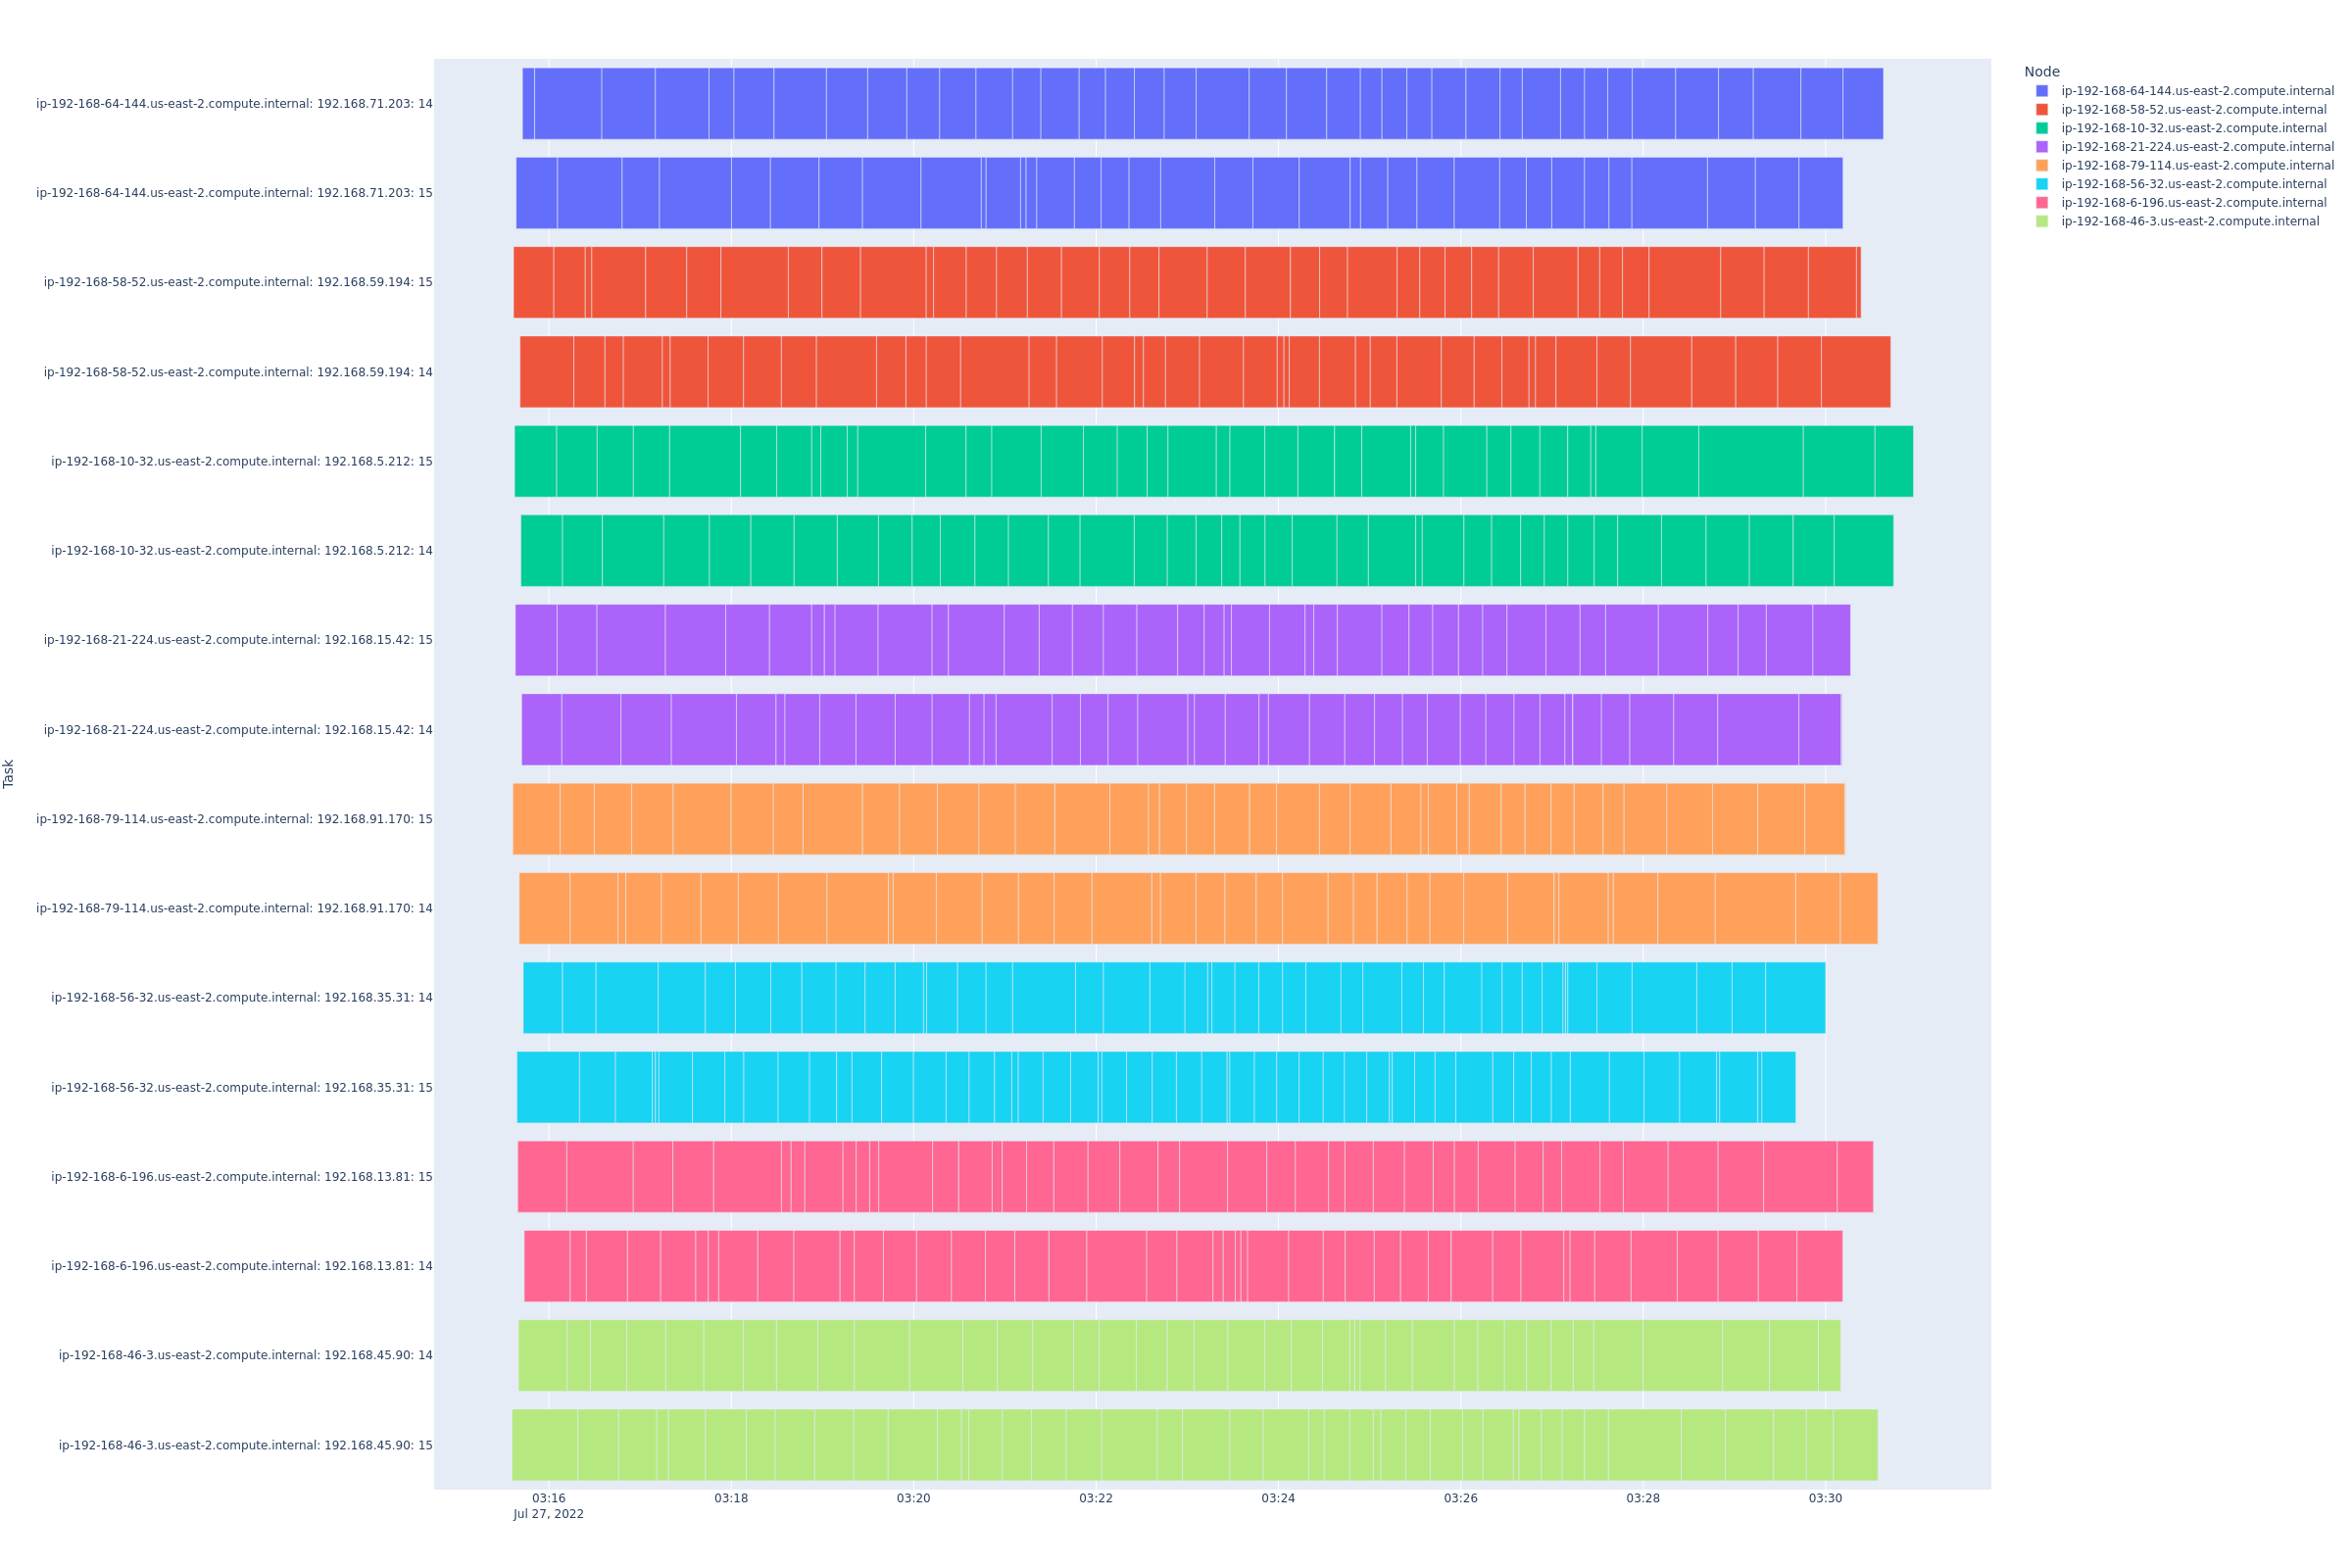 Node
ip-192-168-64-144.us-east-2.compute.internal
ip-192-168-58-52.us-east-2.compute.internal
ip-192-168-10-32.us-east-2.compute.internal
ip-192-168-21-224.us-east-2.compute.internal
ip-192-168-79-114.us-east-2.compute.internal
ip-192-168-56-32.us-east-2.compute.internal
ip-192-168-6-196.us-east-2.compute.internal
ip-192-168-46-3.us-east-2.compute.internal
Task
ip-192-168-64-144.us-east-2.compute.internal: 192.168.71.203: 14
ip-192-168-64-144.us-east-2.compute.internal: 192.168.71.203: 15
ip-192-168-58-52.us-east-2.compute.internal: 192.168.59.194: 15
ip-192-168-58-52.us-east-2.compute.internal: 192.168.59.194: 14
ip-192-168-10-32.us-east-2.compute.internal: 192.168.5.212: 15
ip-192-168-10-32.us-east-2.compute.internal: 192.168.5.212: 14
ip-192-168-21-224.us-east-2.compute.internal: 192.168.15.42: 15
ip-192-168-21-224.us-east-2.compute.internal: 192.168.15.42: 14
ip-192-168-79-114.us-east-2.compute.internal: 192.168.91.170: 15
ip-192-168-79-114.us-east-2.compute.internal: 192.168.91.170: 14
ip-192-168-56-32.us-east-2.compute.internal: 192.168.35.31: 14
ip-192-168-56-32.us-east-2.compute.internal: 192.168.35.31: 15
ip-192-168-6-196.us-east-2.compute.internal: 192.168.13.81: 15
ip-192-168-6-196.us-east-2.compute.internal: 192.168.13.81: 14
ip-192-168-46-3.us-east-2.compute.internal: 192.168.45.90: 14
ip-192-168-46-3.us-east-2.compute.internal: 192.168.45.90: 15
03:16 03:18 03:20 03:22 03:24 03:26 03:28 03:30
Jul 27, 2022